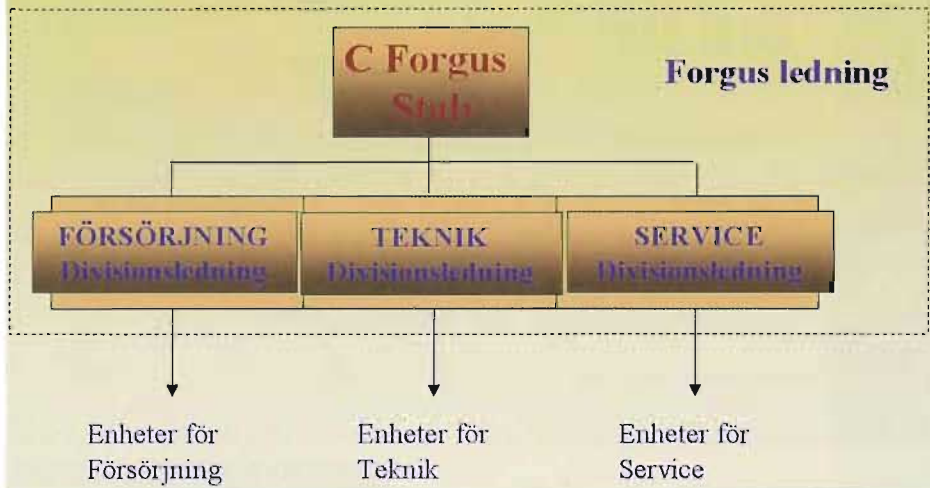 C Forgus
Stab
Forgus ledning
FÖRSÖRJNING
Divisionsledning
TEKNIK
Divisionsledning
SERVICE
Divisionsledning
Enheter för
Försörjning
Enheter för
Teknik
Enheter för
Service